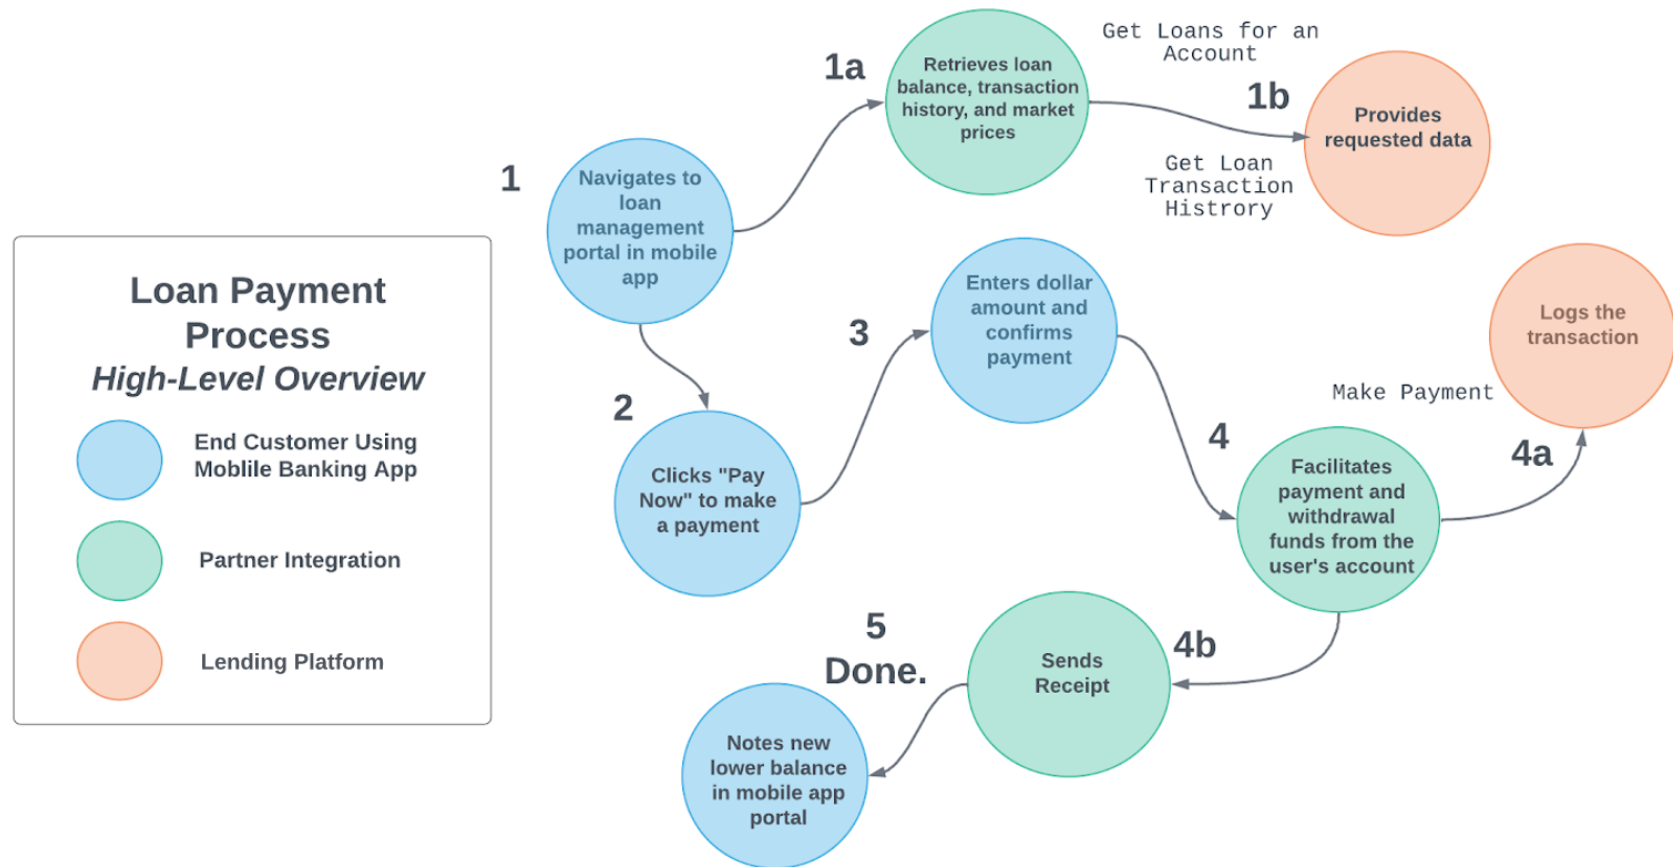 Loan Payment
Process
High-Level Overview
End Customer Using
Moblile Banking App
Partner Integration
Lending Platform
1
Navigates to
loan
management
portal in mobile
app
1a
Retrieves loan
balance, transaction
history, and market
prices
Get Loans for an
Account
1b
Get Loan
Transaction
Histrory
Provides
requested data
2
Clicks "Pay
Now" to make
a payment
3
Enters dollar
amount and
confirms
payment
4
Facilitates
payment and
withdrawal
funds from the
user's account
Make Payment
4a
Logs the
transaction
4b
Sends
Receipt
5
Done.
Notes new
lower balance
in mobile app
portal